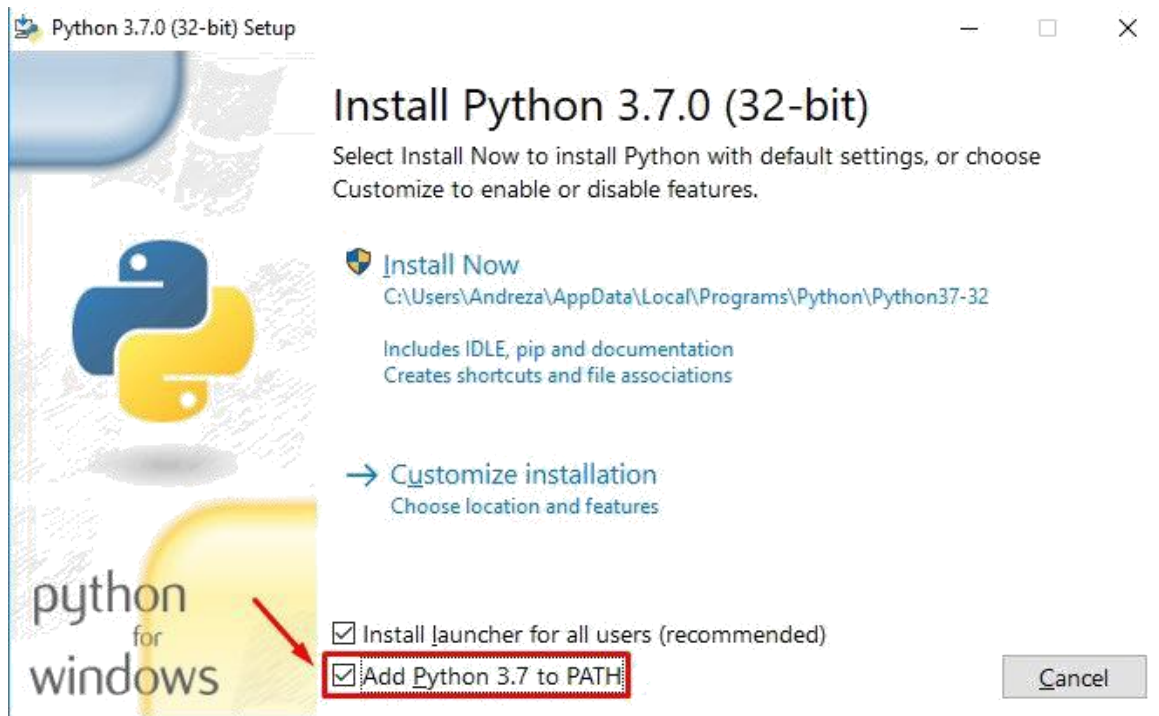 Python 3.7.0 (32-bit) Setup
Install Python 3.7.0 (32-bit)
Select Install Now to install Python with default settings, or choose
Customize to enable or disable features.
Install Now
C:\Users\Andreza\AppData\Local\Programs\Python\Python37-32
Includes IDLE, pip and documentation
Creates shortcuts and file associations
Customize installation
Choose location and features
python
for
windows
Install launcher for all users (recommended)
Add Python 3.7 to PATH
Cancel